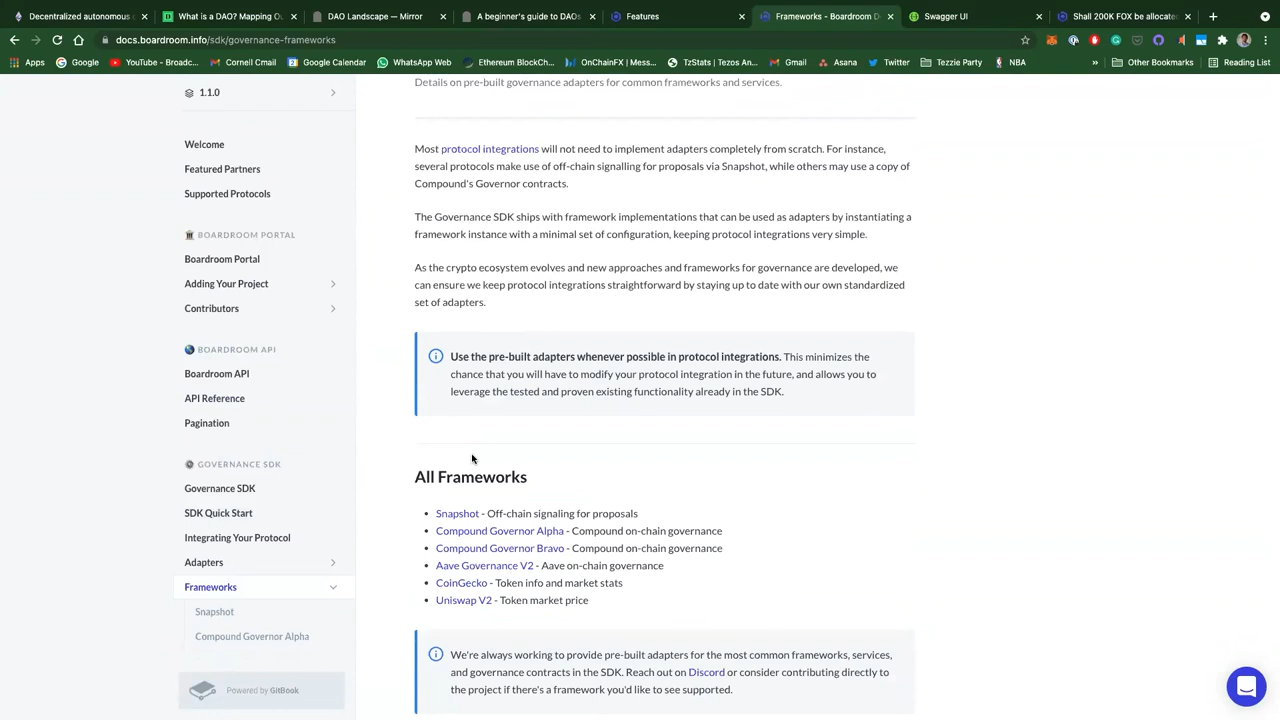 Decentralized autonomous
What is a DAO? Mapping O
DAO Landscape — Mirror
A beginner's guide to DAOs
Features
Frameworks - Boardroom D
Swagger UI
Shall 200K FOX be allocate
docs.boardroom.info/sdk/governance-frameworks
Apps
Google
YouTube - Broadc...
Cornell Cmail
Google Calendar
WhatsApp Web
Ethereum BlockCh...
OnChainFX | Mess...
TzStats | Tezos An...
Gmail
Asana
Twitter
Tezzie Party
NBA
»
Other Bookmarks
Reading List
1.1.0
Welcome
Featured Partners
Supported Protocols
BOARDROOM PORTAL
Boardroom Portal
Adding Your Project
Contributors
BOARDROOM API
Boardroom API
API Reference
Pagination
GOVERNANCE SDK
Governance SDK
SDK Quick Start
Integrating Your Protocol
Adapters
Frameworks
Snapshot
Compound Governor Alpha
Powered by GitBook
Details on pre-built governance adapters for common frameworks and services.
Most protocol integrations will not need to implement adapters completely from scratch. For instance,
several protocols make use of off-chain signalling for proposals via Snapshot, while others may use a copy of
Compound's Governor contracts.
The Governance SDK ships with framework implementations that can be used as adapters by instantiating a
framework instance with a minimal set of configuration, keeping protocol integrations very simple.
As the crypto ecosystem evolves and new approaches and frameworks for governance are developed, we
can ensure we keep protocol integrations straightforward by staying up to date with our own standardized
set of adapters.
Use the pre-built adapters whenever possible in protocol integrations. This minimizes the
chance that you will have to modify your protocol integration in the future, and allows you to
leverage the tested and proven existing functionality already in the SDK.
All Frameworks
• Snapshot - Off-chain signaling for proposals
• Compound Governor Alpha - Compound on-chain governance
• Compound Governor Bravo - Compound on-chain governance
• Aave Governance V2 - Aave on-chain governance
• CoinGecko - Token info and market stats
• Uniswap V2 - Token market price
We're always working to provide pre-built adapters for the most common frameworks, services,
and governance contracts in the SDK. Reach out on Discord or consider contributing directly to
the project if there's a framework you'd like to see supported.